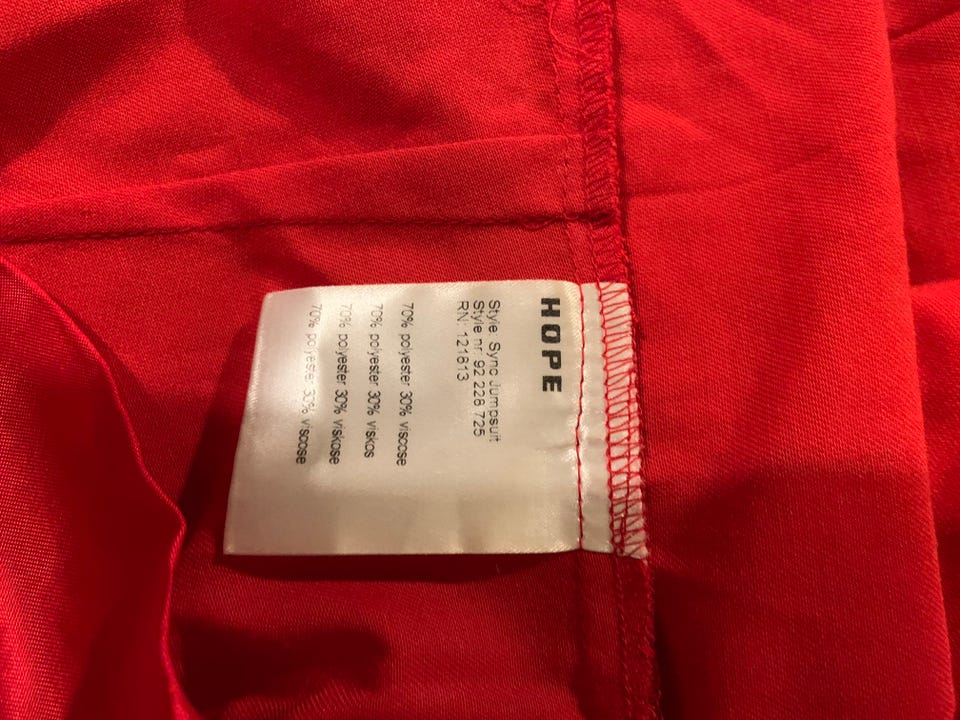 HOPE
Style Sync Jumpsuit
Style nr. 92 228 725
RN: 121813
70% polyester 30% viscose
70% polyester 30% viskos
70% polyester 30% viskose
70% polyester 30% viscose